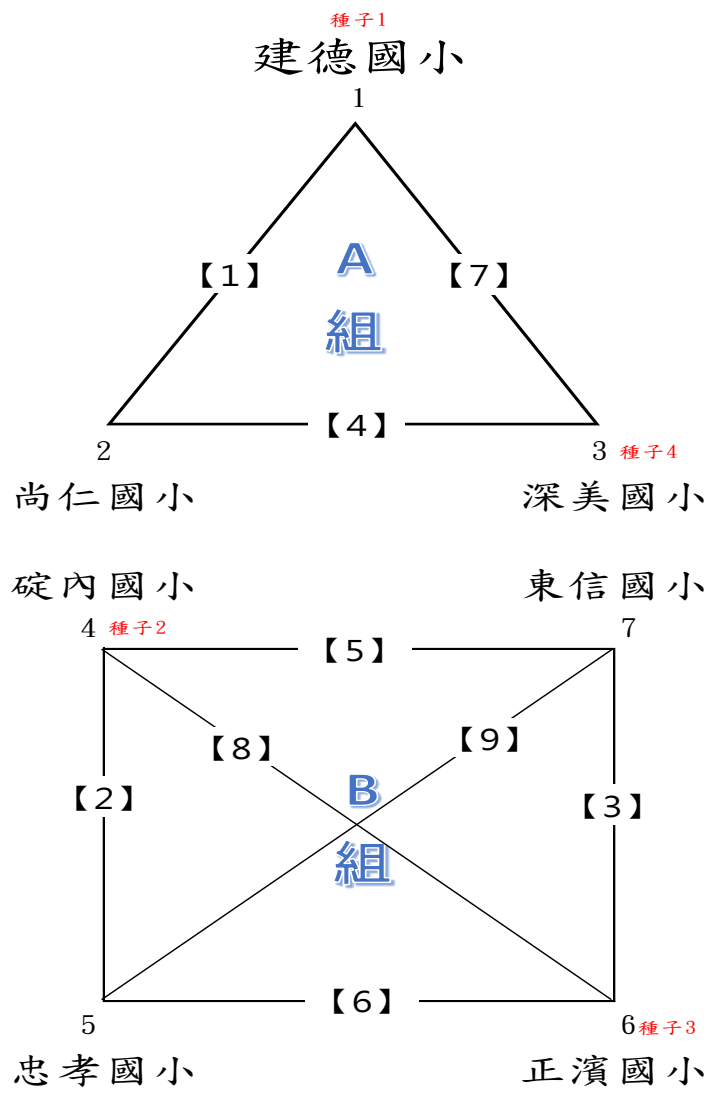 種子1
建德國小
1
A
【1】 【7】
組
【4】
2 3 種子4
尚仁國小 深美國小
碇內國小 東信國小
4 種子2 7
【5】
【8】 【9】
B
【2】 【3】
組
【6】
5 6種子3
忠孝國小 正濱國小